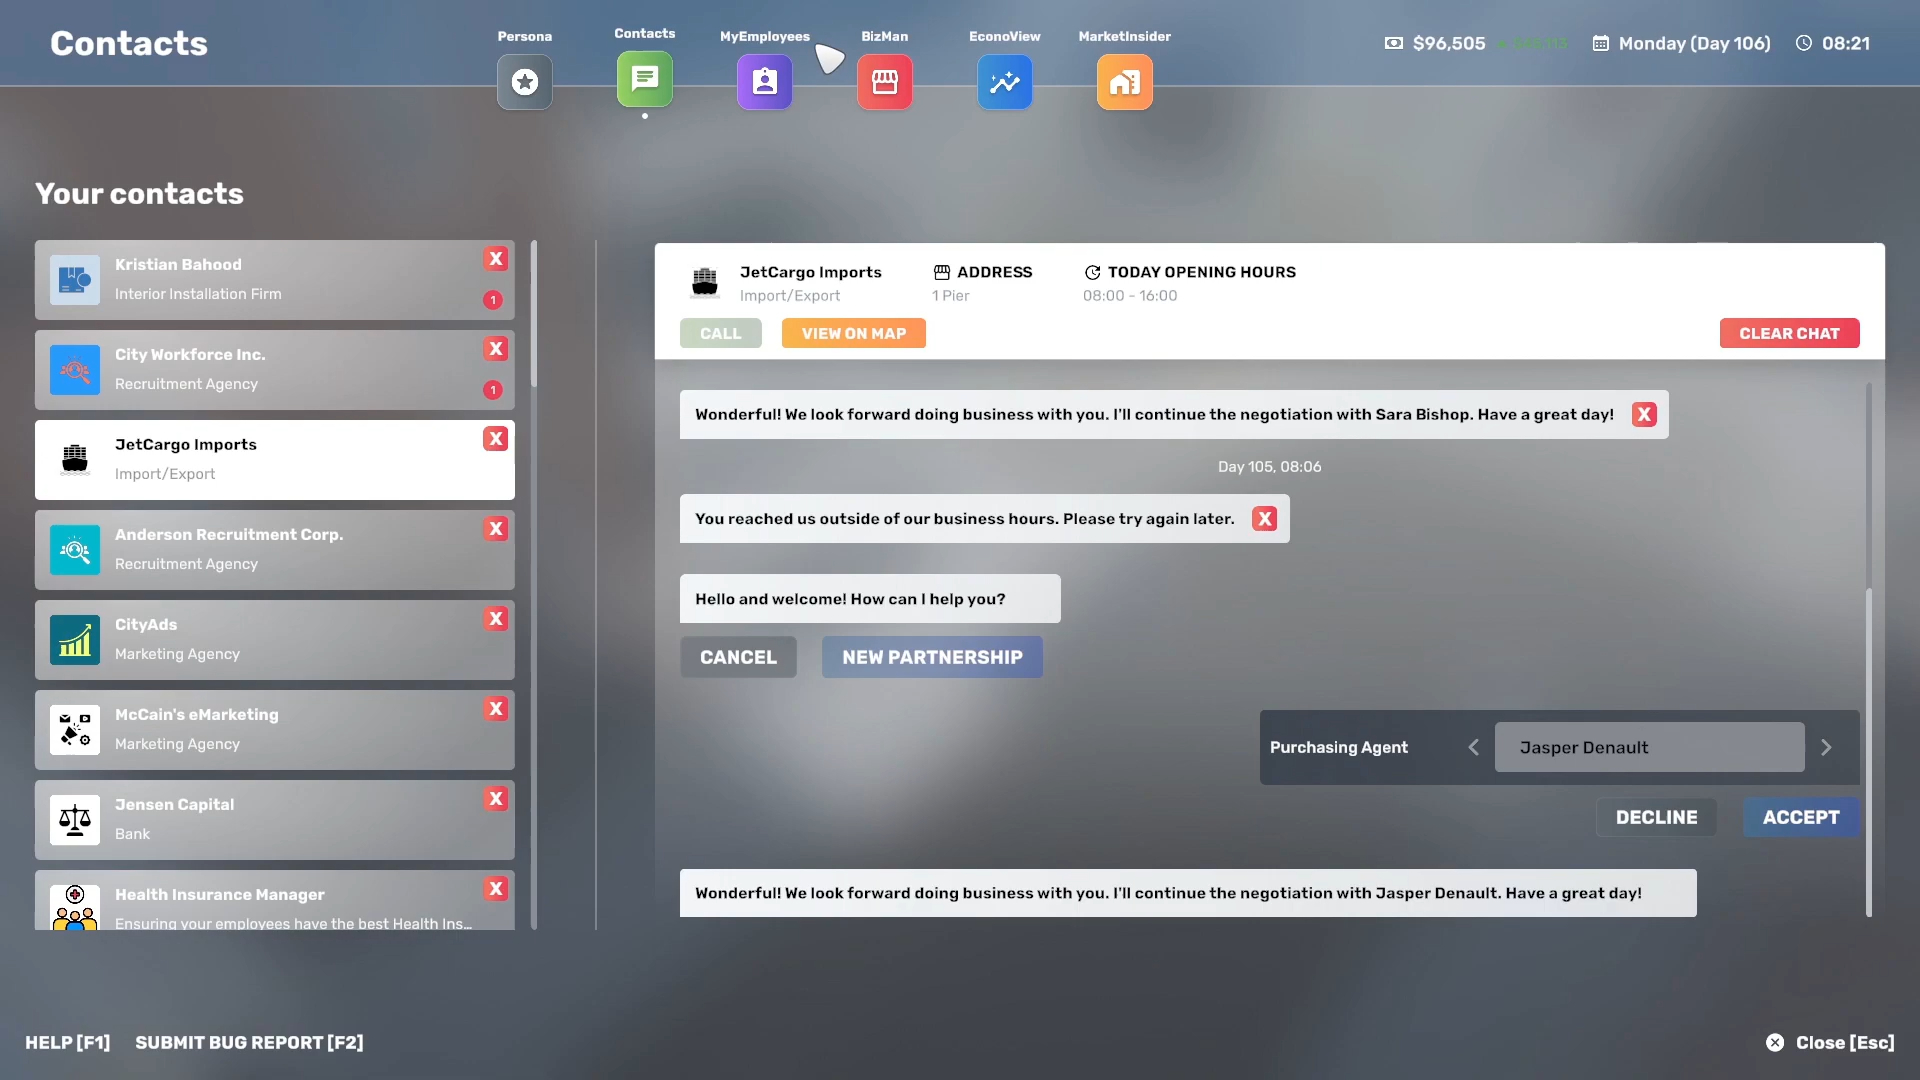 Contacts
Persona
Contacts
MyEmployees
BizMan
EconoView
MarketInsider
$96,505
Monday (Day 106)
08:21
Your contacts
Kristian Bahood
Interior Installation Firm
X
1
City Workforce Inc.
Recruitment Agency
X
1
JetCargo Imports
Import/Export
X
Anderson Recruitment Corp.
Recruitment Agency
X
CityAds
Marketing Agency
X
McCain's eMarketing
Marketing Agency
X
Jensen Capital
Bank
X
Health Insurance Manager
Ensuring your employees have the best Health Ins...
X
JetCargo Imports
Import/Export
ADDRESS
1 Pier
TODAY OPENING HOURS
08:00 - 16:00
CALL
VIEW ON MAP
CLEAR CHAT
Wonderful! We look forward doing business with you. I'll continue the negotiation with Sara Bishop. Have a great day!
X
Day 105, 08:06
You reached us outside of our business hours. Please try again later.
X
Hello and welcome! How can I help you?
CANCEL
NEW PARTNERSHIP
Purchasing Agent
Jasper Denault
DECLINE
ACCEPT
Wonderful! We look forward doing business with you. I'll continue the negotiation with Jasper Denault. Have a great day!
HELP [F1]
SUBMIT BUG REPORT [F2]
Close [Esc]